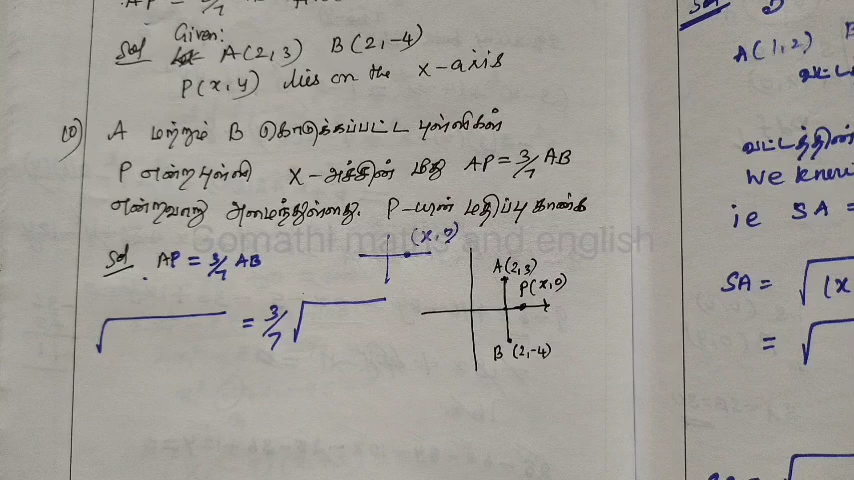 Given:
Sol A(2,3) B(2,-4)
P(x,y) lies on the x-axis
10) A மற்றும் B கொடுக்கப்பட்ட புள்ளிகள்
P என்ற புள்ளி X-அச்சின் மீது AP = 3/7 AB
என்றவாறு அமைந்துள்ளது. P-யின் மதிப்பு காண்க
Gomathi maths and english
(x,0)
Sol AP = 3/7 AB
A(2,3)
P(x,0)
√ = 3/7 √
B (2,-4)
A(1,2)
வட்டத்தின்
We know
ie SA =
SA = √(x
= √